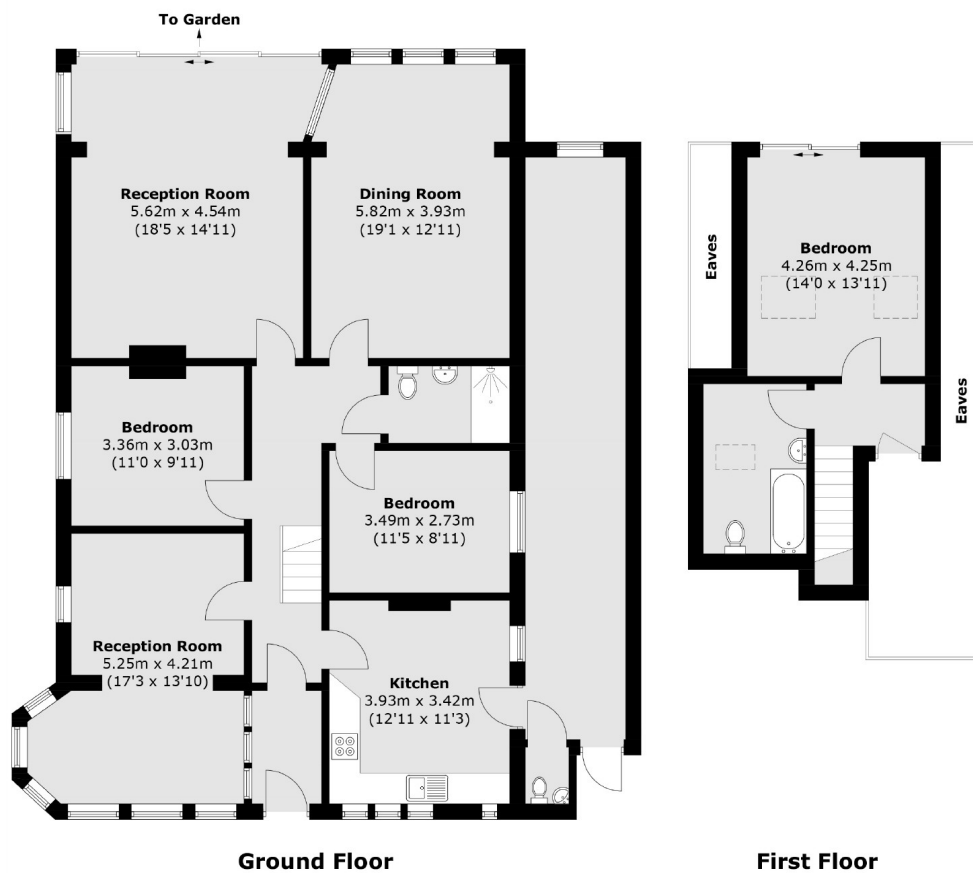 To Garden
Reception Room
5.62m x 4.54m
(18'5 x 14'11)
Dining Room
5.82m x 3.93m
(19'1 x 12'11)
Bedroom
3.36m x 3.03m
(11'0 x 9'11)
Bedroom
3.49m x 2.73m
(11'5 x 8'11)
Reception Room
5.25m x 4.21m
(17'3 x 13'10)
Kitchen
3.93m x 3.42m
(12'11 x 11'3)
Ground Floor
Eaves
Bedroom
4.26m x 4.25m
(14'0 x 13'11)
Eaves
First Floor